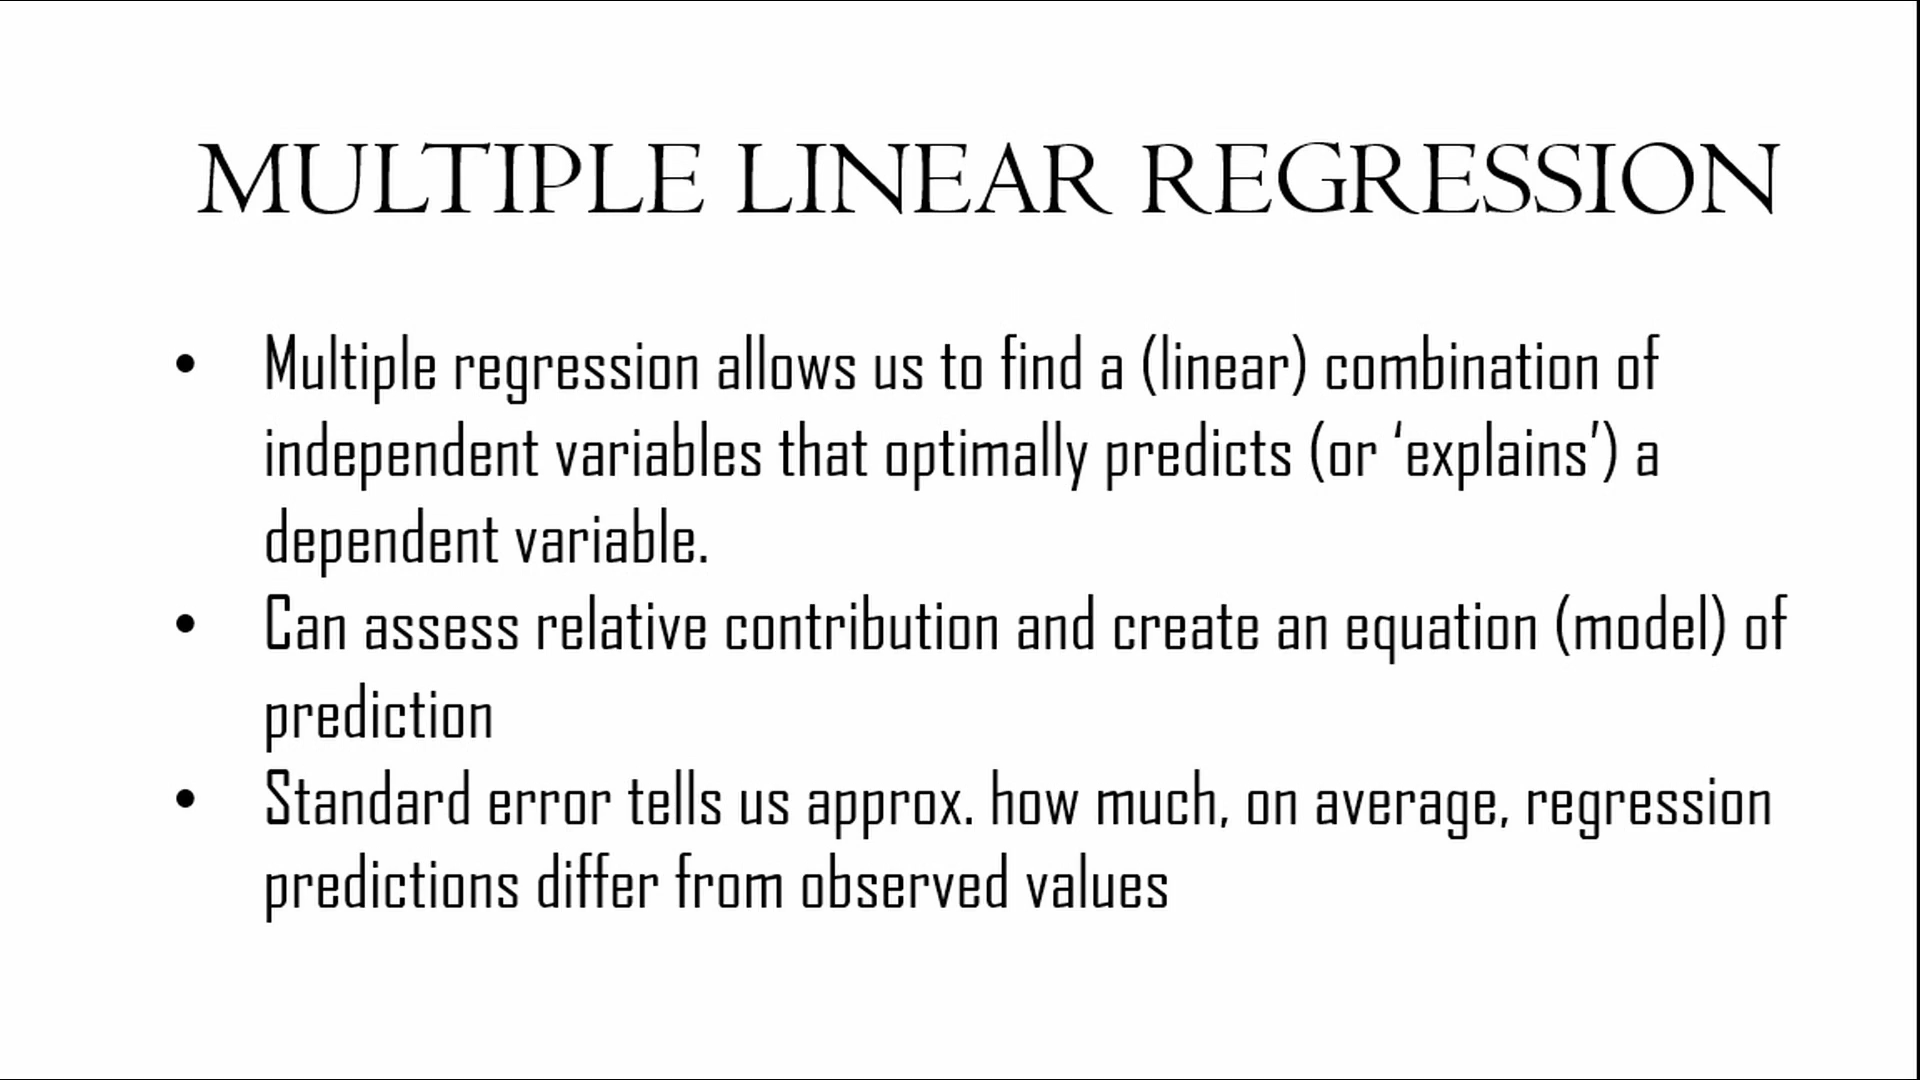 MULTIPLE LINEAR REGRESSION
• Multiple regression allows us to find a (linear) combination of
independent variables that optimally predicts (or ‘explains’) a
dependent variable.
• Can assess relative contribution and create an equation (model) of
prediction
• Standard error tells us approx. how much, on average, regression
predictions differ from observed values